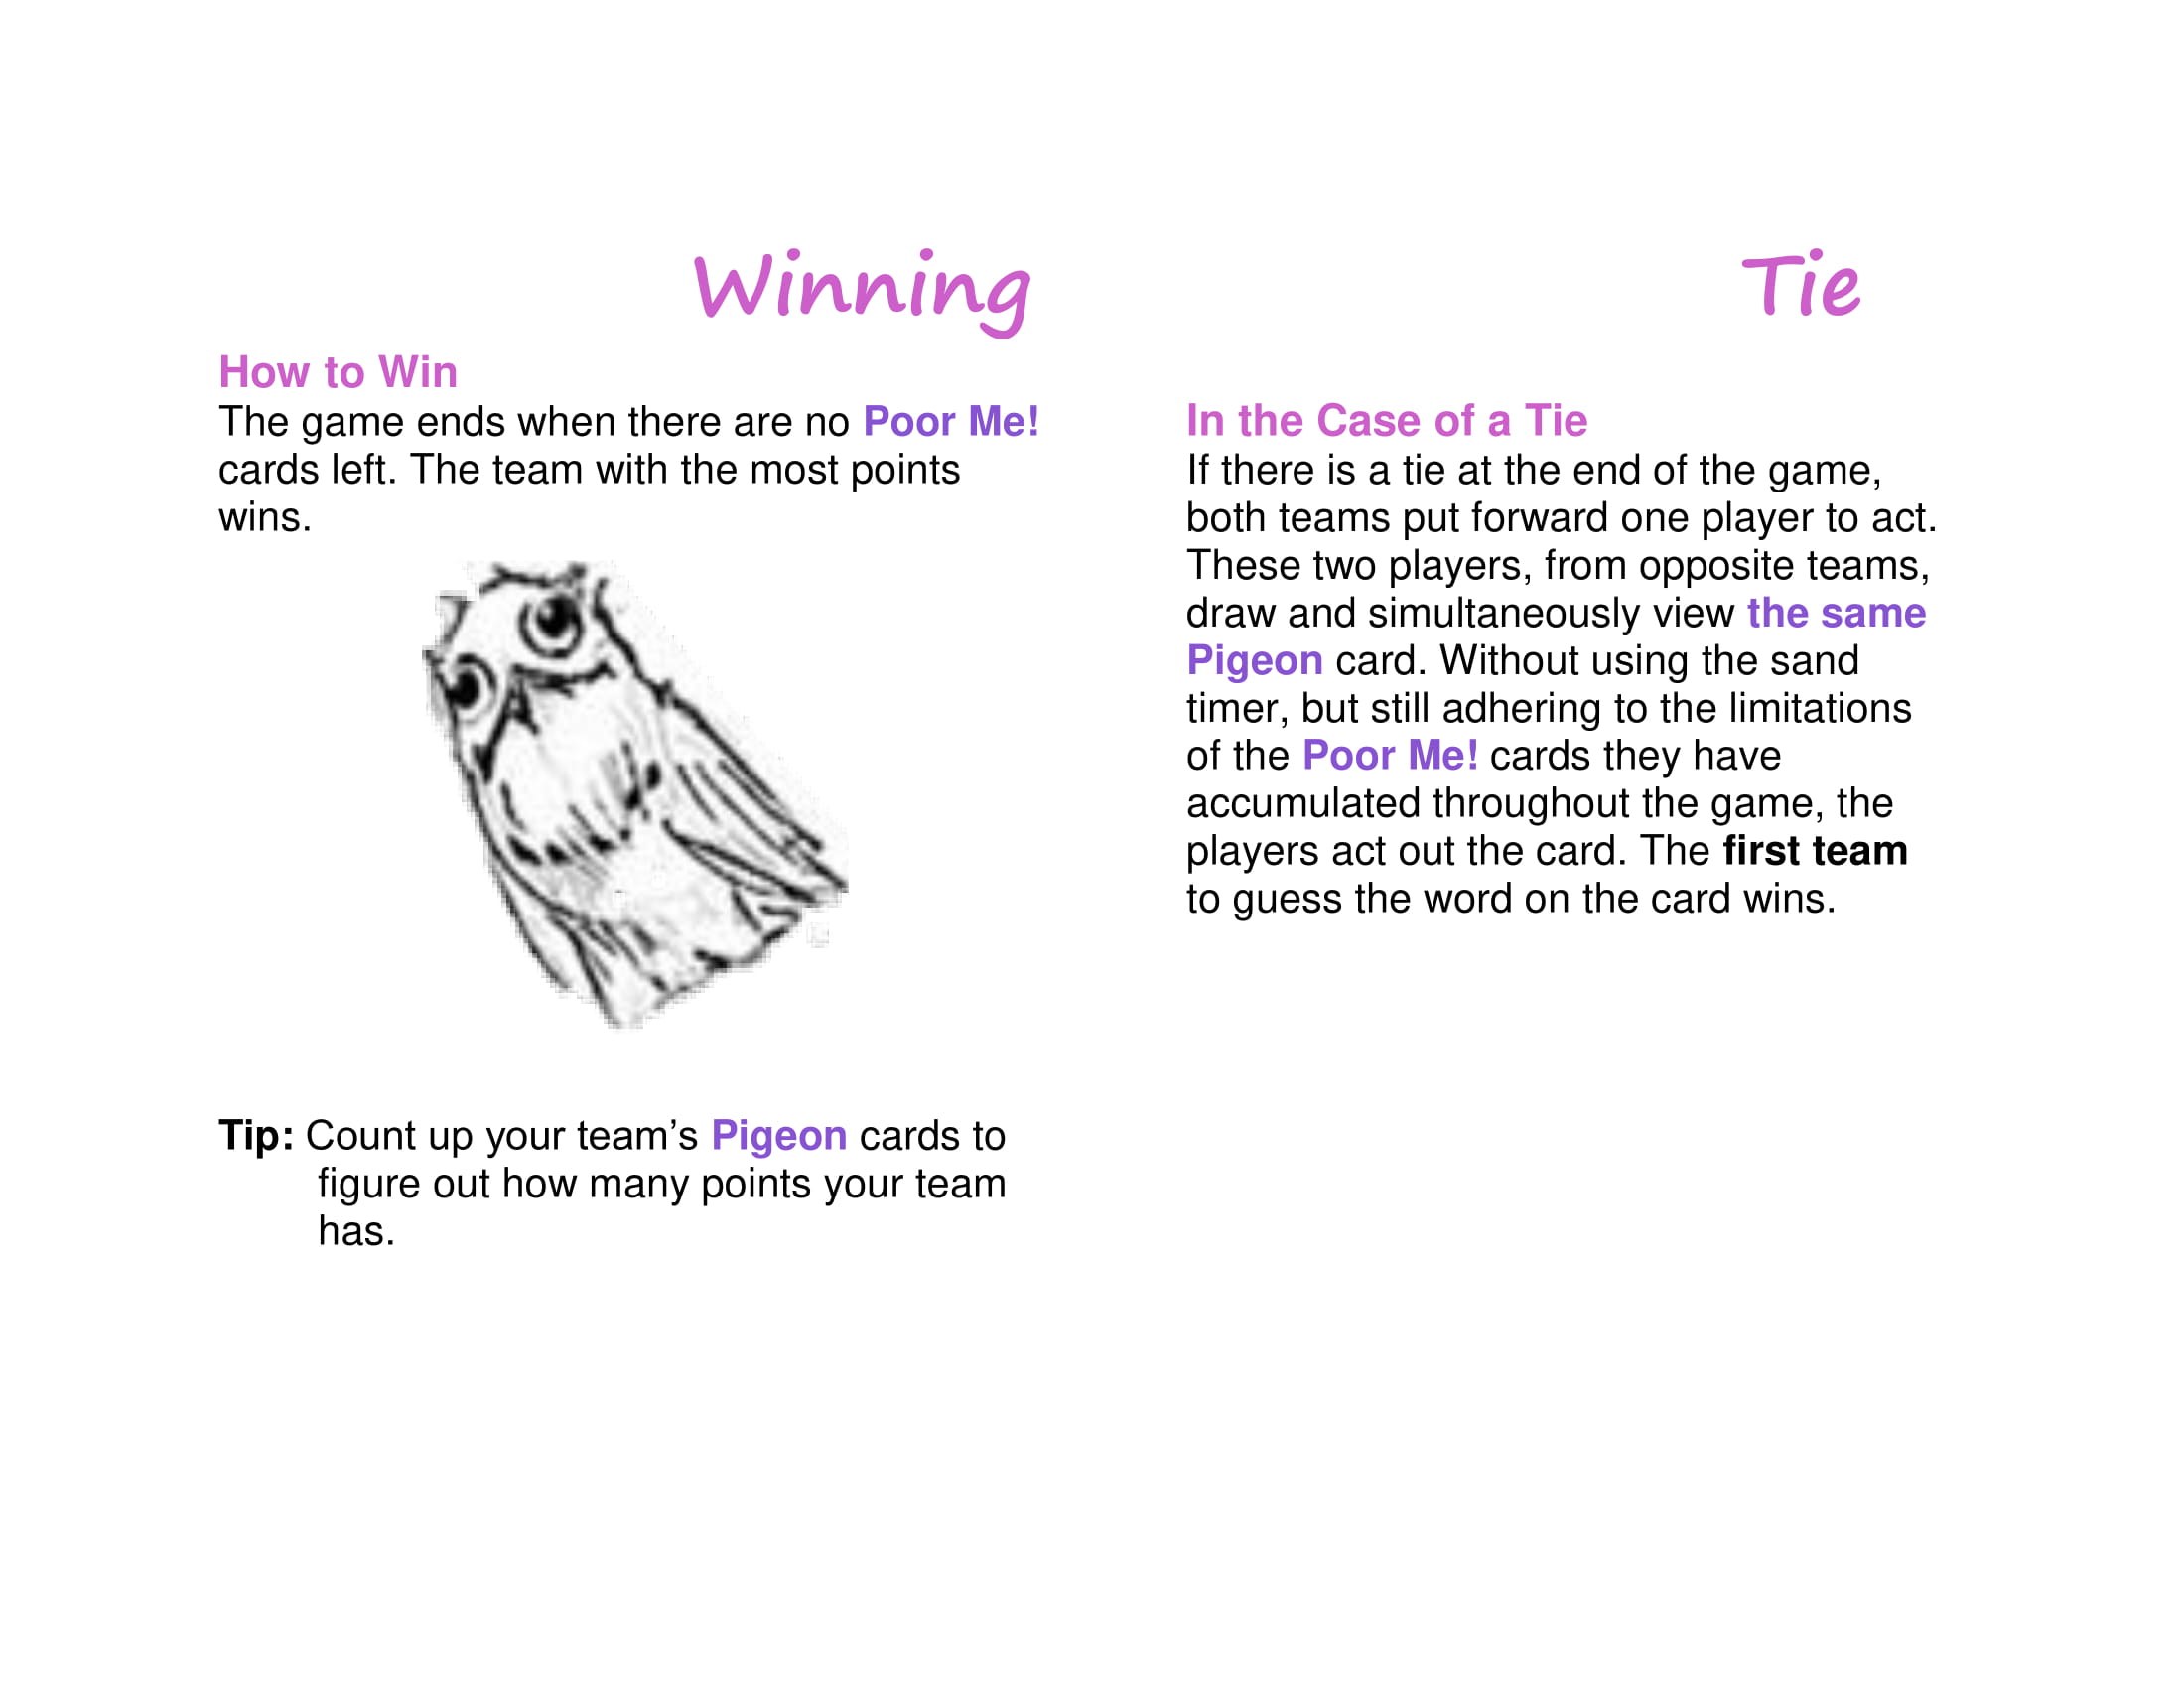 Winning
How to Win
The game ends when there are no Poor Me!
cards left. The team with the most points
wins.
Tip: Count up your team’s Pigeon cards to
figure out how many points your team
has.
Tie
In the Case of a Tie
If there is a tie at the end of the game,
both teams put forward one player to act.
These two players, from opposite teams,
draw and simultaneously view the same
Pigeon card. Without using the sand
timer, but still adhering to the limitations
of the Poor Me! cards they have
accumulated throughout the game, the
players act out the card. The first team
to guess the word on the card wins.